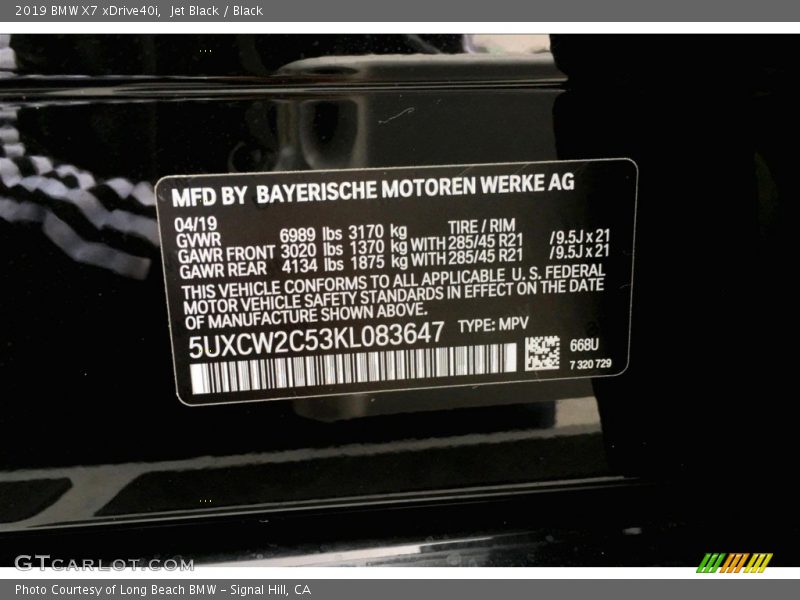 2019 BMW X7 xDrive40i, Jet Black / Black
MFD BY BAYERISCHE MOTOREN WERKE AG
04/19
GVWR 6989 lbs 3170 kg TIRE / RIM
GAWR FRONT 3020 lbs 1370 kg WITH 285/45 R21 /9.5J x 21
GAWR REAR 4134 lbs 1875 kg WITH 285/45 R21 /9.5J x 21
THIS VEHICLE CONFORMS TO ALL APPLICABLE U.S. FEDERAL
MOTOR VEHICLE SAFETY STANDARDS IN EFFECT ON THE DATE
OF MANUFACTURE SHOWN ABOVE.
5UXCW2C53KL083647 TYPE: MPV
668U
7 320 729
GTCARLOT.COM
Photo Courtesy of Long Beach BMW - Signal Hill, CA